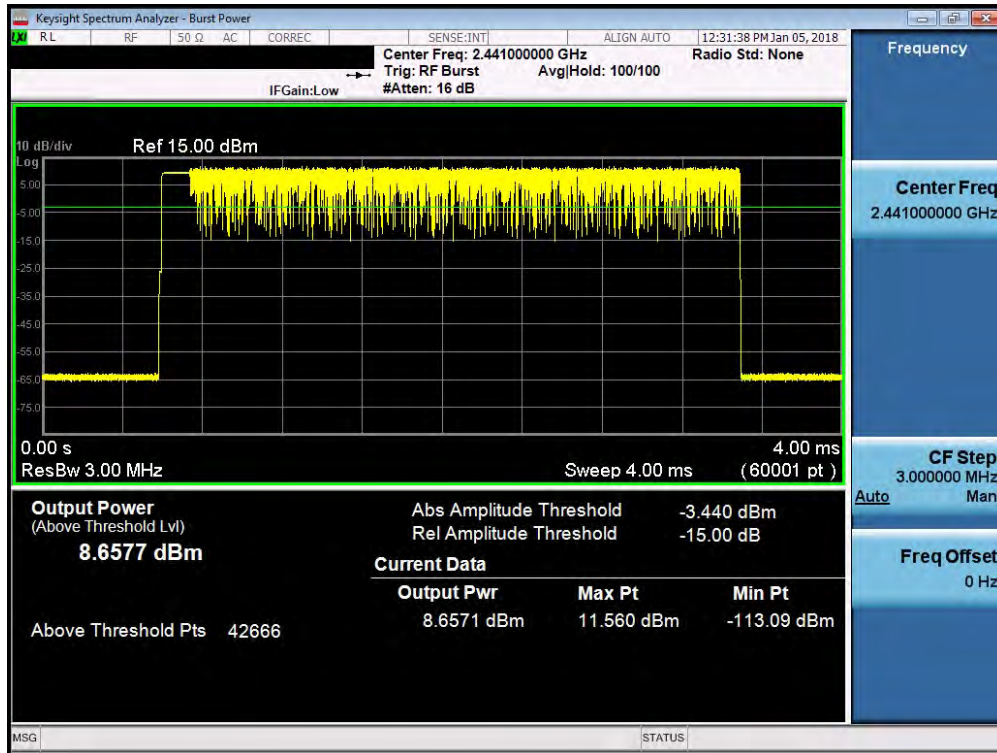 Keysight Spectrum Analyzer - Burst Power
LXI RL RF 50 Ω AC CORREC SENSE:INT ALIGN AUTO 12:31:38 PM Jan 05, 2018
Center Freq: 2.441000000 GHz Radio Std: None
Trig: RF Burst Avg|Hold: 100/100
IFGain:Low #Atten: 16 dB
Frequency
10 dB/div Ref 15.00 dBm
Log
5.00
-5.00
-15.0
-25.0
-35.0
-45.0
-55.0
-65.0
-75.0
0.00 s 4.00 ms
ResBw 3.00 MHz Sweep 4.00 ms (60001 pt)
Center Freq
2.441000000 GHz
CF Step
3.000000 MHz
Auto Man
Freq Offset
0 Hz
Output Power
(Above Threshold Lvl)
8.6577 dBm
Above Threshold Pts 42666
Abs Amplitude Threshold -3.440 dBm
Rel Amplitude Threshold -15.00 dB
Current Data
Output Pwr Max Pt Min Pt
8.6571 dBm 11.560 dBm -113.09 dBm
MSG STATUS